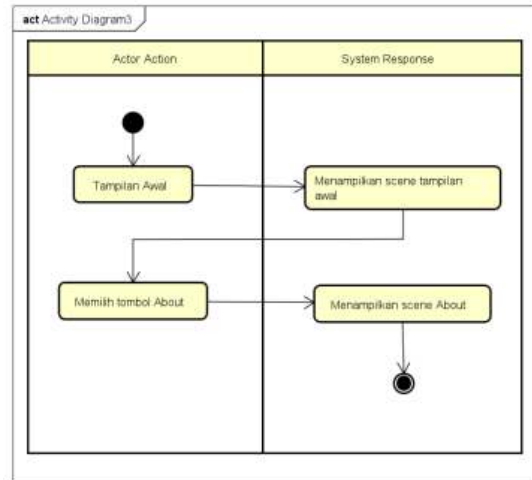 act Activity Diagram3
Actor Action
System Response
Tampilan Awal
Menampilkan scene tampilan
awal
Memilih tombol About
Menampilkan scene About